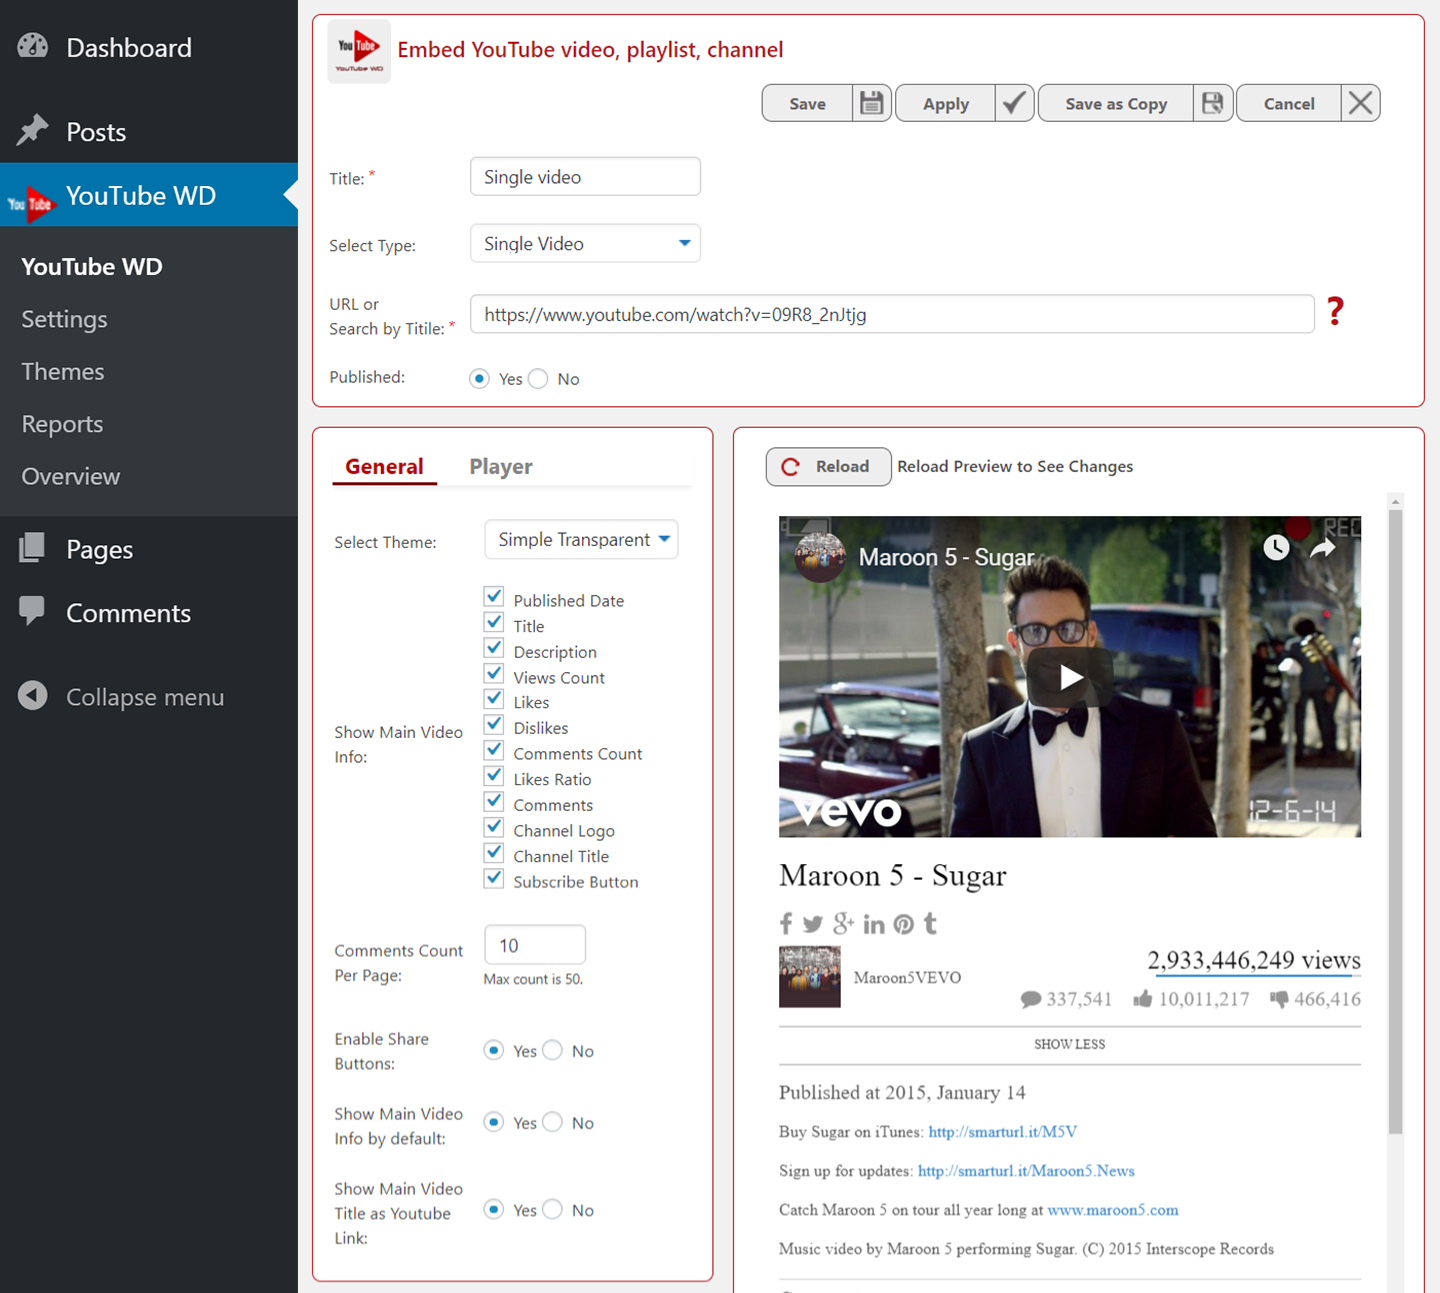 Dashboard
Posts
You Tube
YouTube WD
YouTube WD
Settings
Themes
Reports
Overview
Pages
Comments
Collapse menu
You Tube
YouTube WD
Embed YouTube video, playlist, channel
Save
Apply
Save as Copy
Cancel
Title: *
Single video
Select Type:
Single Video
URL or
Search by Titile: *
https://www.youtube.com/watch?v=09R8_2nJtjg
?
Published:
Yes
No
General
Player
Select Theme:
Simple Transparent
Show Main Video
Info:
Published Date
Title
Description
Views Count
Likes
Dislikes
Comments Count
Likes Ratio
Comments
Channel Logo
Channel Title
Subscribe Button
Comments Count
Per Page:
10
Max count is 50.
Enable Share
Buttons:
Yes
No
Show Main Video
Info by default:
Yes
No
Show Main Video
Title as Youtube
Link:
Yes
No
Reload
Reload Preview to See Changes
REC
Maroon 5 - Sugar
vevo
12-6-14
Maroon 5 - Sugar
Maroon5VEVO
2,933,446,249 views
337,541 10,011,217 466,416
SHOW LESS
Published at 2015, January 14
Buy Sugar on iTunes: http://smarturl.it/M5V
Sign up for updates: http://smarturl.it/Maroon5.News
Catch Maroon 5 on tour all year long at www.maroon5.com
Music video by Maroon 5 performing Sugar. (C) 2015 Interscope Records